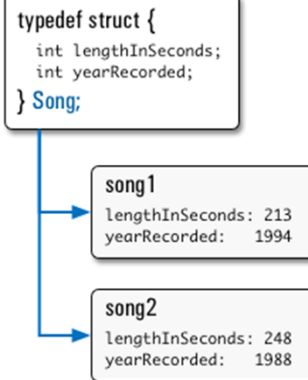 typedef struct {
int lengthInSeconds;
int yearRecorded;
} Song;
song1
lengthInSeconds: 213
yearRecorded: 1994
song2
lengthInSeconds: 248
yearRecorded: 1988